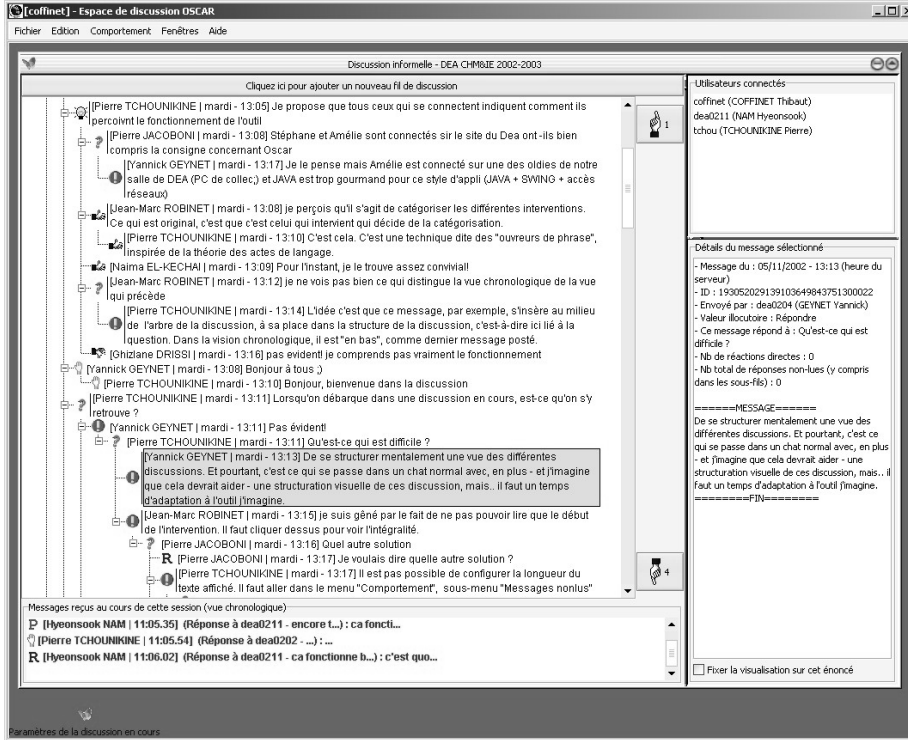 [coffinet] - Espace de discussion OSCAR
Fichier Edition Comportement Fenêtres Aide
Discussion informelle - DEA CHM&IE 2002-2003
Cliquez ici pour ajouter un nouveau fil de discussion
[Pierre TCHOUNIKINE | mardi - 13:05] Je propose que tous ceux qui se connectent indiquent comment ils
percoivnt le fonctionnement de l'outil
? [Pierre JACOBONI | mardi - 13:08] Stéphane et Amélie sont connectés sir le site du Dea ont -ils bien
compris la consigne concernant Oscar
[Yannick GEYNET | mardi - 13:17] Je le pense mais Amélie est connecté sur une des oldies de notre
salle de DEA (PC de collec;) et JAVA est trop gourmand pour ce style d'appli (JAVA + SWING + accès
réseaux)
[Jean-Marc ROBINET | mardi - 13:08] je perçois qu'il s'agit de catégoriser les différentes interventions.
Ce qui est original, c'est que c'est celui qui intervient qui décide de la catégorisation.
[Pierre TCHOUNIKINE | mardi - 13:10] C'est cela. C'est une technique dite des "ouvreurs de phrase",
inspirée de la théorie des actes de langage.
[Naima EL-KECHAI | mardi - 13:09] Pour l'instant, je le trouve assez convivial!
? [Jean-Marc ROBINET | mardi - 13:12] je ne vois pas bien ce qui distingue la vue chronologique de la vue
qui précède
[Pierre TCHOUNIKINE | mardi - 13:14] L'idée c'est que ce message, par exemple, s'insère au milieu
de l'arbre de la discussion, à sa place dans la structure de la discussion, c'est-à-dire ici lié à la
question. Dans la vision chronologique, il est "en bas", comme dernier message posté.
[Ghizlane DRISSI | mardi - 13:16] pas evident! je comprends pas vraiment le fonctionnement
[Yannick GEYNET | mardi - 13:08] Bonjour à tous ;)
[Pierre TCHOUNIKINE | mardi - 13:10] Bonjour, bienvenue dans la discussion
? [Pierre TCHOUNIKINE | mardi - 13:11] Lorsqu'on débarque dans une discussion en cours, est-ce qu'on s'y
retrouve ?
[Yannick GEYNET | mardi - 13:11] Pas évident!
? [Pierre TCHOUNIKINE | mardi - 13:11] Qu'est-ce qui est difficile ?
[Yannick GEYNET | mardi - 13:13] De se structurer mentalement une vue des différentes
discussions. Et pourtant, c'est ce qui se passe dans un chat normal avec, en plus - et j'imagine
que cela devrait aider - une structuration visuelle de ces discussion, mais.. il faut un temps
d'adaptation à l'outil j'imagine.
[Jean-Marc ROBINET | mardi - 13:15] je suis gêné par le fait de ne pas pouvoir lire que le début
de l'intervention. Il faut cliquer dessus pour voir l'intégralité.
? [Pierre JACOBONI | mardi - 13:16] Quel autre solution
R [Pierre JACOBONI | mardi - 13:17] Je voulais dire quelle autre solution ?
[Pierre TCHOUNIKINE | mardi - 13:17] Il est pas possible de configurer la longueur du
texte affiché. Il faut aller dans le menu "Comportement", sous-menu "Messages nonlus"
1
4
Messages reçus au cours de cette session (vue chronologique)
P [Hyeonsook NAM | 11:05.35] (Réponse à dea0211 - encore t...) : ca foncti...
[Pierre TCHOUNIKINE | 11:05.54] (Réponse à dea0202 - ...) : ...
R [Hyeonsook NAM | 11:06.02] (Réponse à dea0211 - ca fonctionne b...) : c'est quo...
Utilisateurs connectés
coffinet (COFFINET Thibaut)
dea0211 (NAM Hyeonsook)
tchou (TCHOUNIKINE Pierre)
Détails du message sélectionné
- Message du : 05/11/2002 - 13:13 (heure du
serveur)
- ID : 1930520291391036498437513000​22
- Envoyé par : dea0204 (GEYNET Yannick)
- Valeur illocutoire : Répondre
- Ce message répond à : Qu'est-ce qui est
difficile ?
- Nb de réactions directes : 0
- Nb total de réponses non-lues (y compris
dans les sous-fils) : 0
======MESSAGE======
De se structurer mentalement une vue des
différentes discussions. Et pourtant, c'est ce
qui se passe dans un chat normal avec, en plus
- et j'imagine que cela devrait aider - une
structuration visuelle de ces discussion, mais.. il
faut un temps d'adaptation à l'outil j'imagine.
========FIN========
Fixer la visualisation sur cet énoncé
Paramètres de la discussion en cours